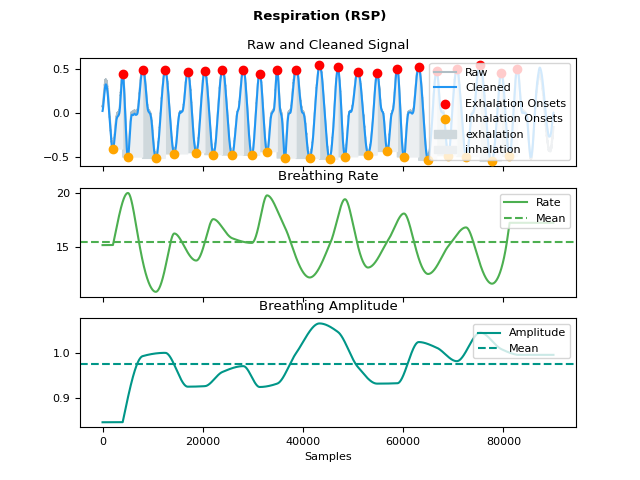 Respiration (RSP)
Raw and Cleaned Signal
0.5
0.0
−0.5
Raw
Cleaned
Exhalation Onsets
Inhalation Onsets
exhalation
inhalation
Breathing Rate
20
15
Rate
Mean
Breathing Amplitude
1.0
0.9
Amplitude
Mean
0 20000 40000 60000 80000
Samples